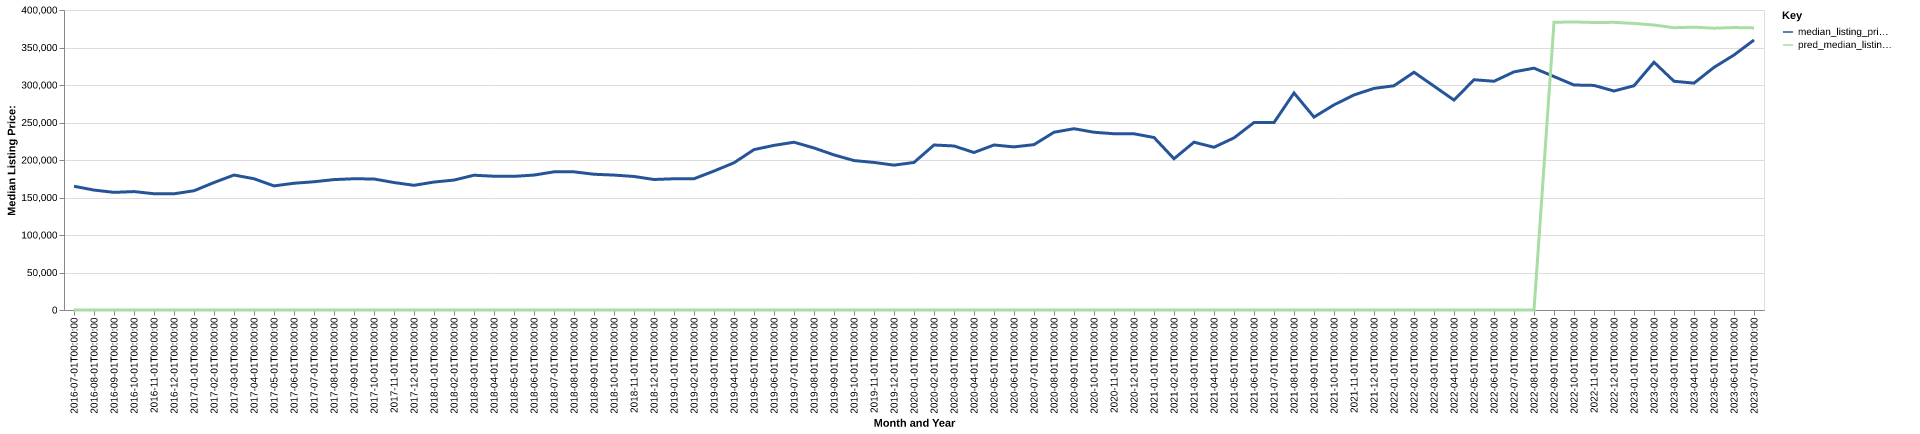 400,000
350,000
300,000
250,000
200,000
150,000
100,000
50,000
0
Median Listing Price:
2016-07-01T00:00:00
2016-08-01T00:00:00
2016-09-01T00:00:00
2016-10-01T00:00:00
2016-11-01T00:00:00
2016-12-01T00:00:00
2017-01-01T00:00:00
2017-02-01T00:00:00
2017-03-01T00:00:00
2017-04-01T00:00:00
2017-05-01T00:00:00
2017-06-01T00:00:00
2017-07-01T00:00:00
2017-08-01T00:00:00
2017-09-01T00:00:00
2017-10-01T00:00:00
2017-11-01T00:00:00
2017-12-01T00:00:00
2018-01-01T00:00:00
2018-02-01T00:00:00
2018-03-01T00:00:00
2018-04-01T00:00:00
2018-05-01T00:00:00
2018-06-01T00:00:00
2018-07-01T00:00:00
2018-08-01T00:00:00
2018-09-01T00:00:00
2018-10-01T00:00:00
2018-11-01T00:00:00
2018-12-01T00:00:00
2019-01-01T00:00:00
2019-02-01T00:00:00
2019-03-01T00:00:00
2019-04-01T00:00:00
2019-05-01T00:00:00
2019-06-01T00:00:00
2019-07-01T00:00:00
2019-08-01T00:00:00
2019-09-01T00:00:00
2019-10-01T00:00:00
2019-11-01T00:00:00
2019-12-01T00:00:00
2020-01-01T00:00:00
2020-02-01T00:00:00
2020-03-01T00:00:00
2020-04-01T00:00:00
2020-05-01T00:00:00
2020-06-01T00:00:00
2020-07-01T00:00:00
2020-08-01T00:00:00
2020-09-01T00:00:00
2020-10-01T00:00:00
2020-11-01T00:00:00
2020-12-01T00:00:00
2021-01-01T00:00:00
2021-02-01T00:00:00
2021-03-01T00:00:00
2021-04-01T00:00:00
2021-05-01T00:00:00
2021-06-01T00:00:00
2021-07-01T00:00:00
2021-08-01T00:00:00
2021-09-01T00:00:00
2021-10-01T00:00:00
2021-11-01T00:00:00
2021-12-01T00:00:00
2022-01-01T00:00:00
2022-02-01T00:00:00
2022-03-01T00:00:00
2022-04-01T00:00:00
2022-05-01T00:00:00
2022-06-01T00:00:00
2022-07-01T00:00:00
2022-08-01T00:00:00
2022-09-01T00:00:00
2022-10-01T00:00:00
2022-11-01T00:00:00
2022-12-01T00:00:00
2023-01-01T00:00:00
2023-02-01T00:00:00
2023-03-01T00:00:00
2023-04-01T00:00:00
2023-05-01T00:00:00
2023-06-01T00:00:00
2023-07-01T00:00:00
Month and Year
Key
median_listing_pri…
pred_median_listin…